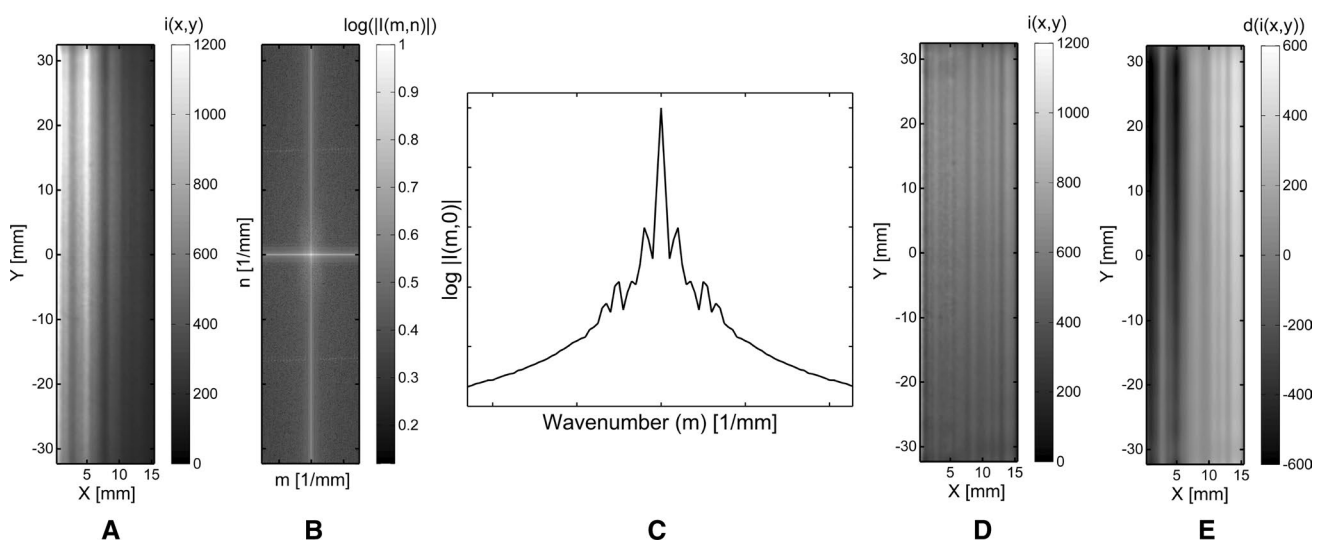 i(x,y)
30
20
10
0
-10
-20
-30
Y [mm]
5 10 15
X [mm]
1200
1000
800
600
400
200
0
A
log(|I(m,n)|)
n [1/mm]
m [1/mm]
1
0.9
0.8
0.7
0.6
0.5
0.4
0.3
0.2
B
log |I(m,0)|
Wavenumber (m) [1/mm]
C
i(x,y)
30
20
10
0
-10
-20
-30
Y [mm]
5 10 15
X [mm]
1200
1000
800
600
400
200
0
D
d(i(x,y))
30
20
10
0
-10
-20
-30
Y [mm]
5 10 15
X [mm]
600
400
200
0
-200
-400
-600
E